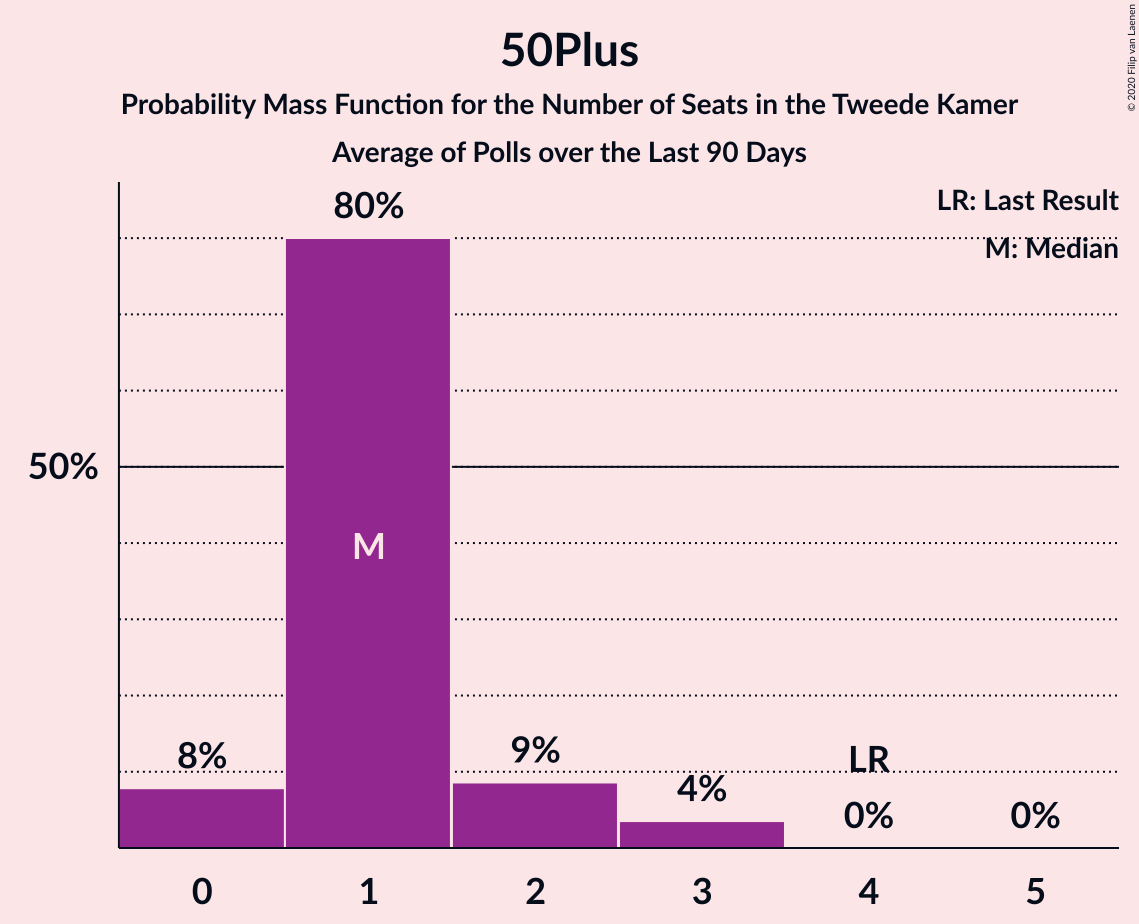 50Plus
Probability Mass Function for the Number of Seats in the Tweede Kamer
Average of Polls over the Last 90 Days
© 2020 Filip van Laenen
LR: Last Result
M: Median
80%
50%
M
8%
9%
4%
LR
0%
0%
0 1 2 3 4 5